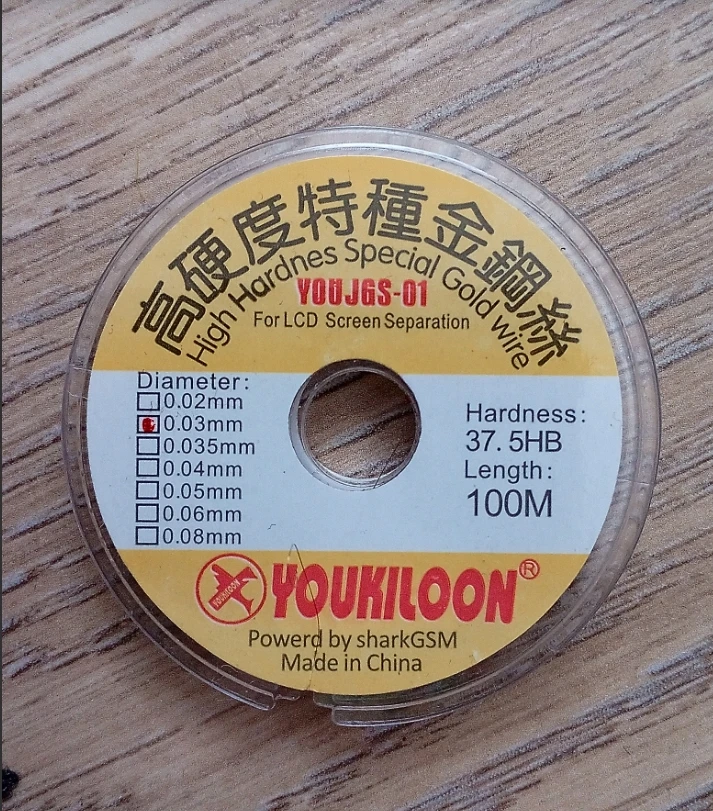 高硬度特種金鋼絲
High Hardnes Special Gold wire
YOUJGS-01
For LCD Screen Separation
Diameter:
0.02mm
0.03mm
0.035mm
0.04mm
0.05mm
0.06mm
0.08mm
Hardness:
37.5HB
Length:
100M
YOUKILOON
YOUKILOON®
Powerd by sharkGSM
Made in China